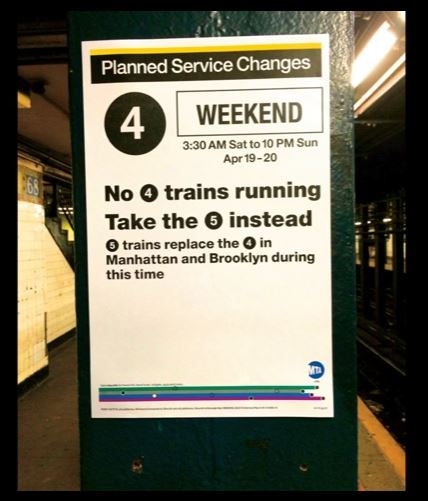 Planned Service Changes
4
WEEKEND
3:30 AM Sat to 10 PM Sun
Apr 19 – 20
No 4 trains running
Take the 5 instead
5 trains replace the 4 in
Manhattan and Brooklyn during
this time
MTA
68